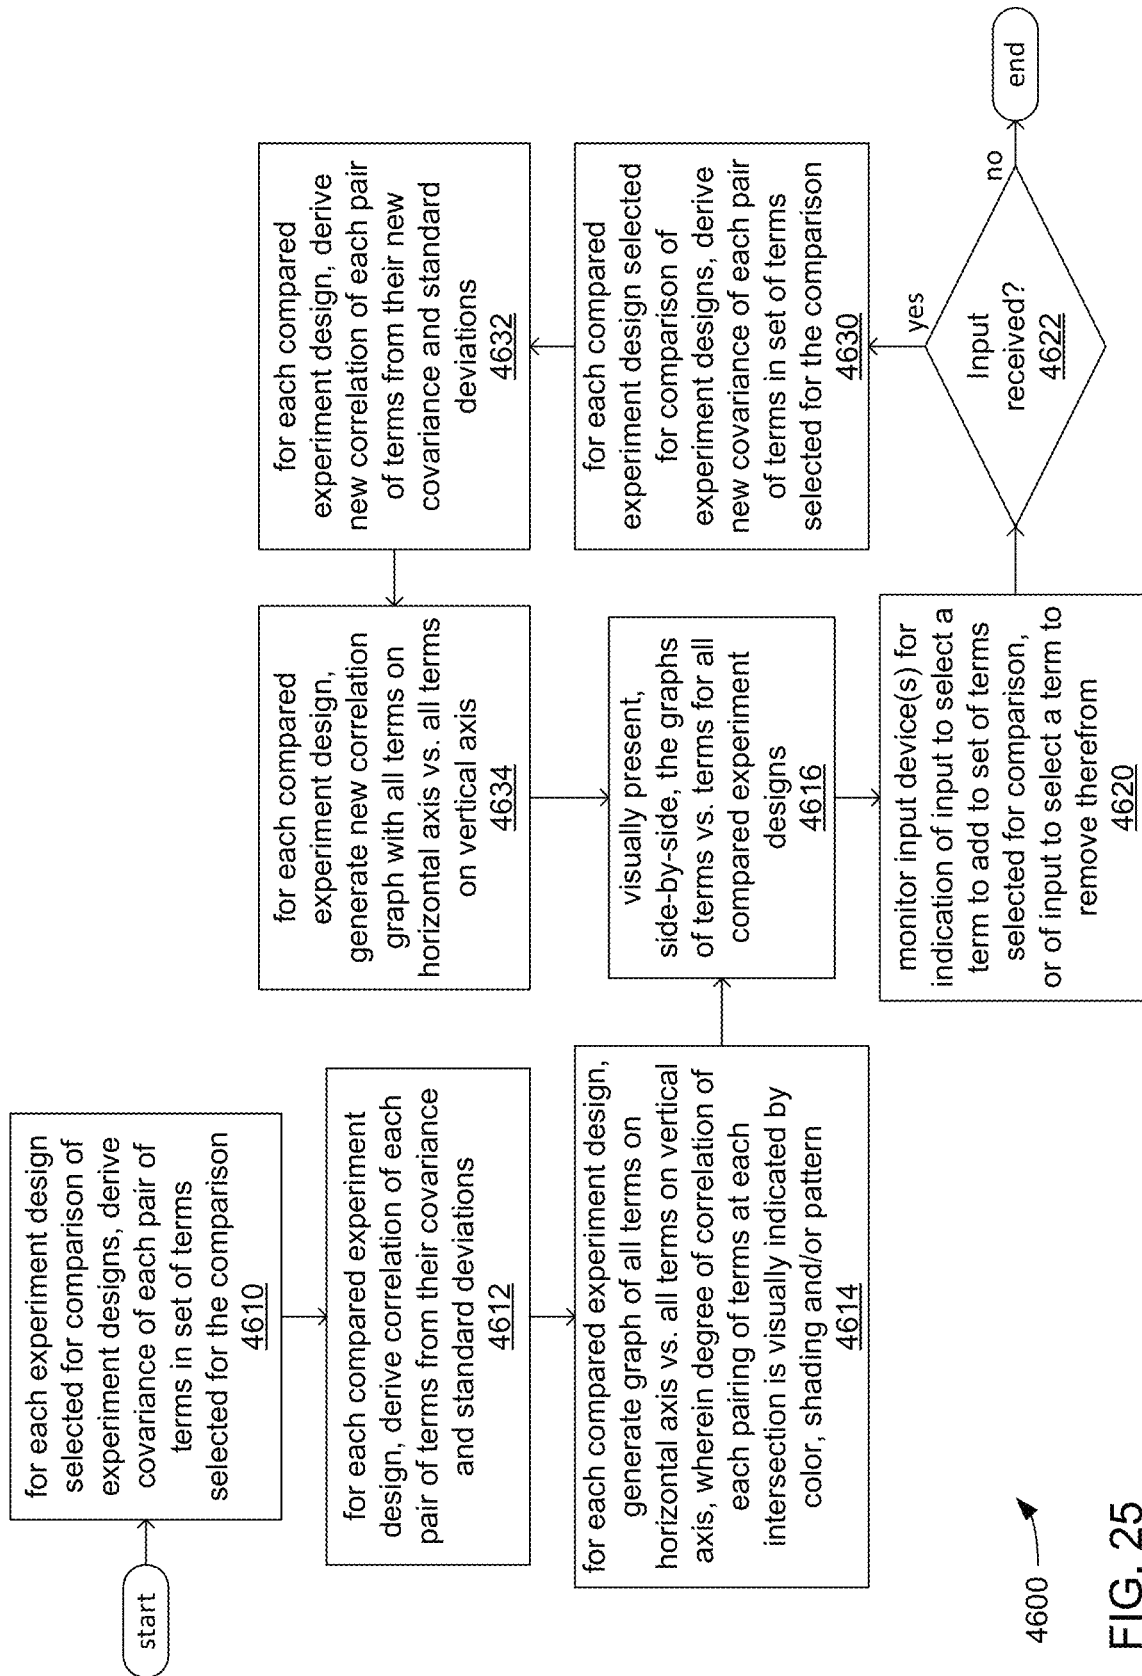 start
for each experiment design
selected for comparison of
experiment designs, derive
covariance of each pair of
terms in set of terms
selected for the comparison
4610
for each compared experiment
design, derive correlation of each
pair of terms from their covariance
and standard deviations
4612
for each compared experiment design,
generate graph of all terms on
horizontal axis vs. all terms on vertical
axis, wherein degree of correlation of
each pairing of terms at each
intersection is visually indicated by
color, shading and/or pattern
4614
visually present,
side-by-side, the graphs
of terms vs. terms for all
compared experiment
designs
4616
monitor input device(s) for
indication of input to select a
term to add to set of terms
selected for comparison,
or of input to select a term to
remove therefrom
4620
Input
received?
4622
yes
no
end
for each compared
experiment design selected
for comparison of
experiment designs, derive
new covariance of each pair
of terms in set of terms
selected for the comparison
4630
for each compared
experiment design, derive
new correlation of each pair
of terms from their new
covariance and standard
deviations
4632
for each compared
experiment design,
generate new correlation
graph with all terms on
horizontal axis vs. all terms
on vertical axis
4634
4600
FIG. 25